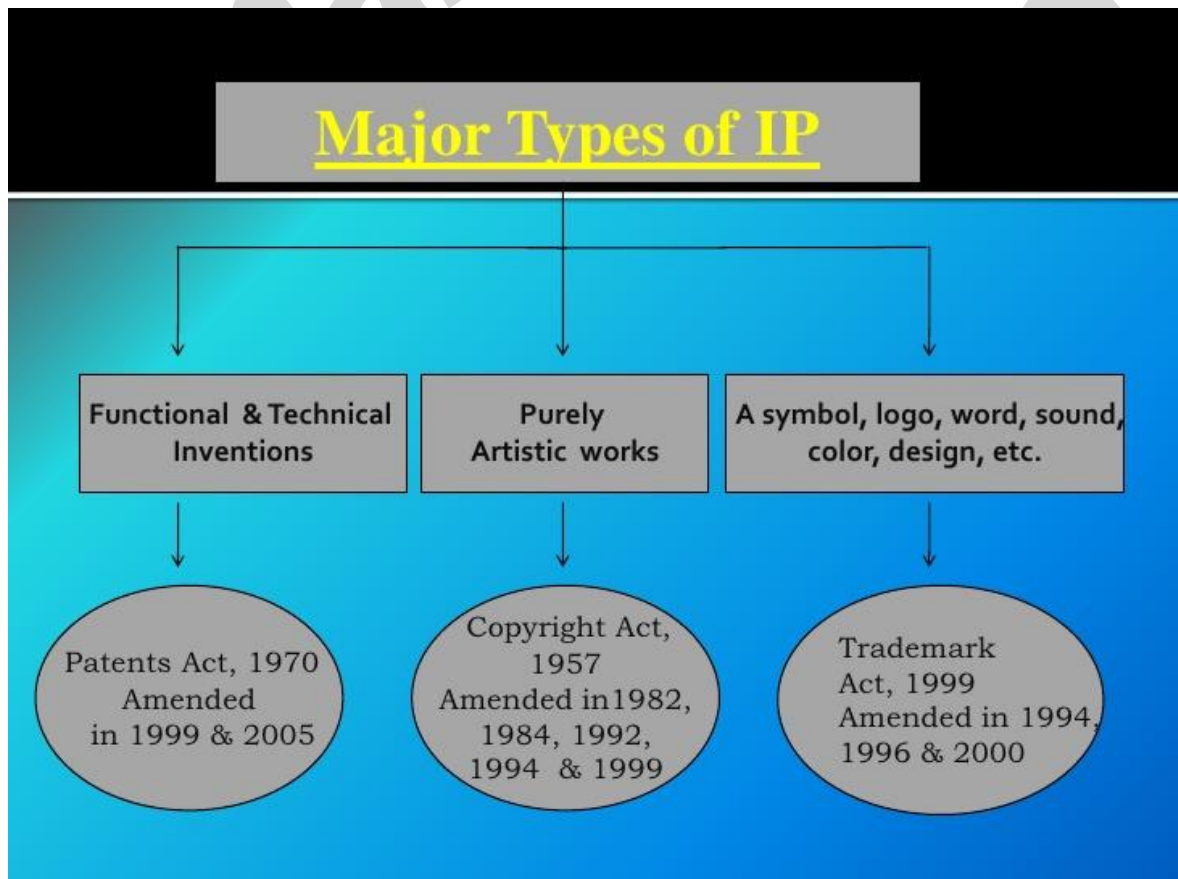 Major Types of IP
Functional & Technical
Inventions
Purely
Artistic works
A symbol, logo, word, sound,
color, design, etc.
Patents Act, 1970
Amended
in 1999 & 2005
Copyright Act,
1957
Amended in1982,
1984, 1992,
1994 & 1999
Trademark
Act, 1999
Amended in 1994,
1996 & 2000